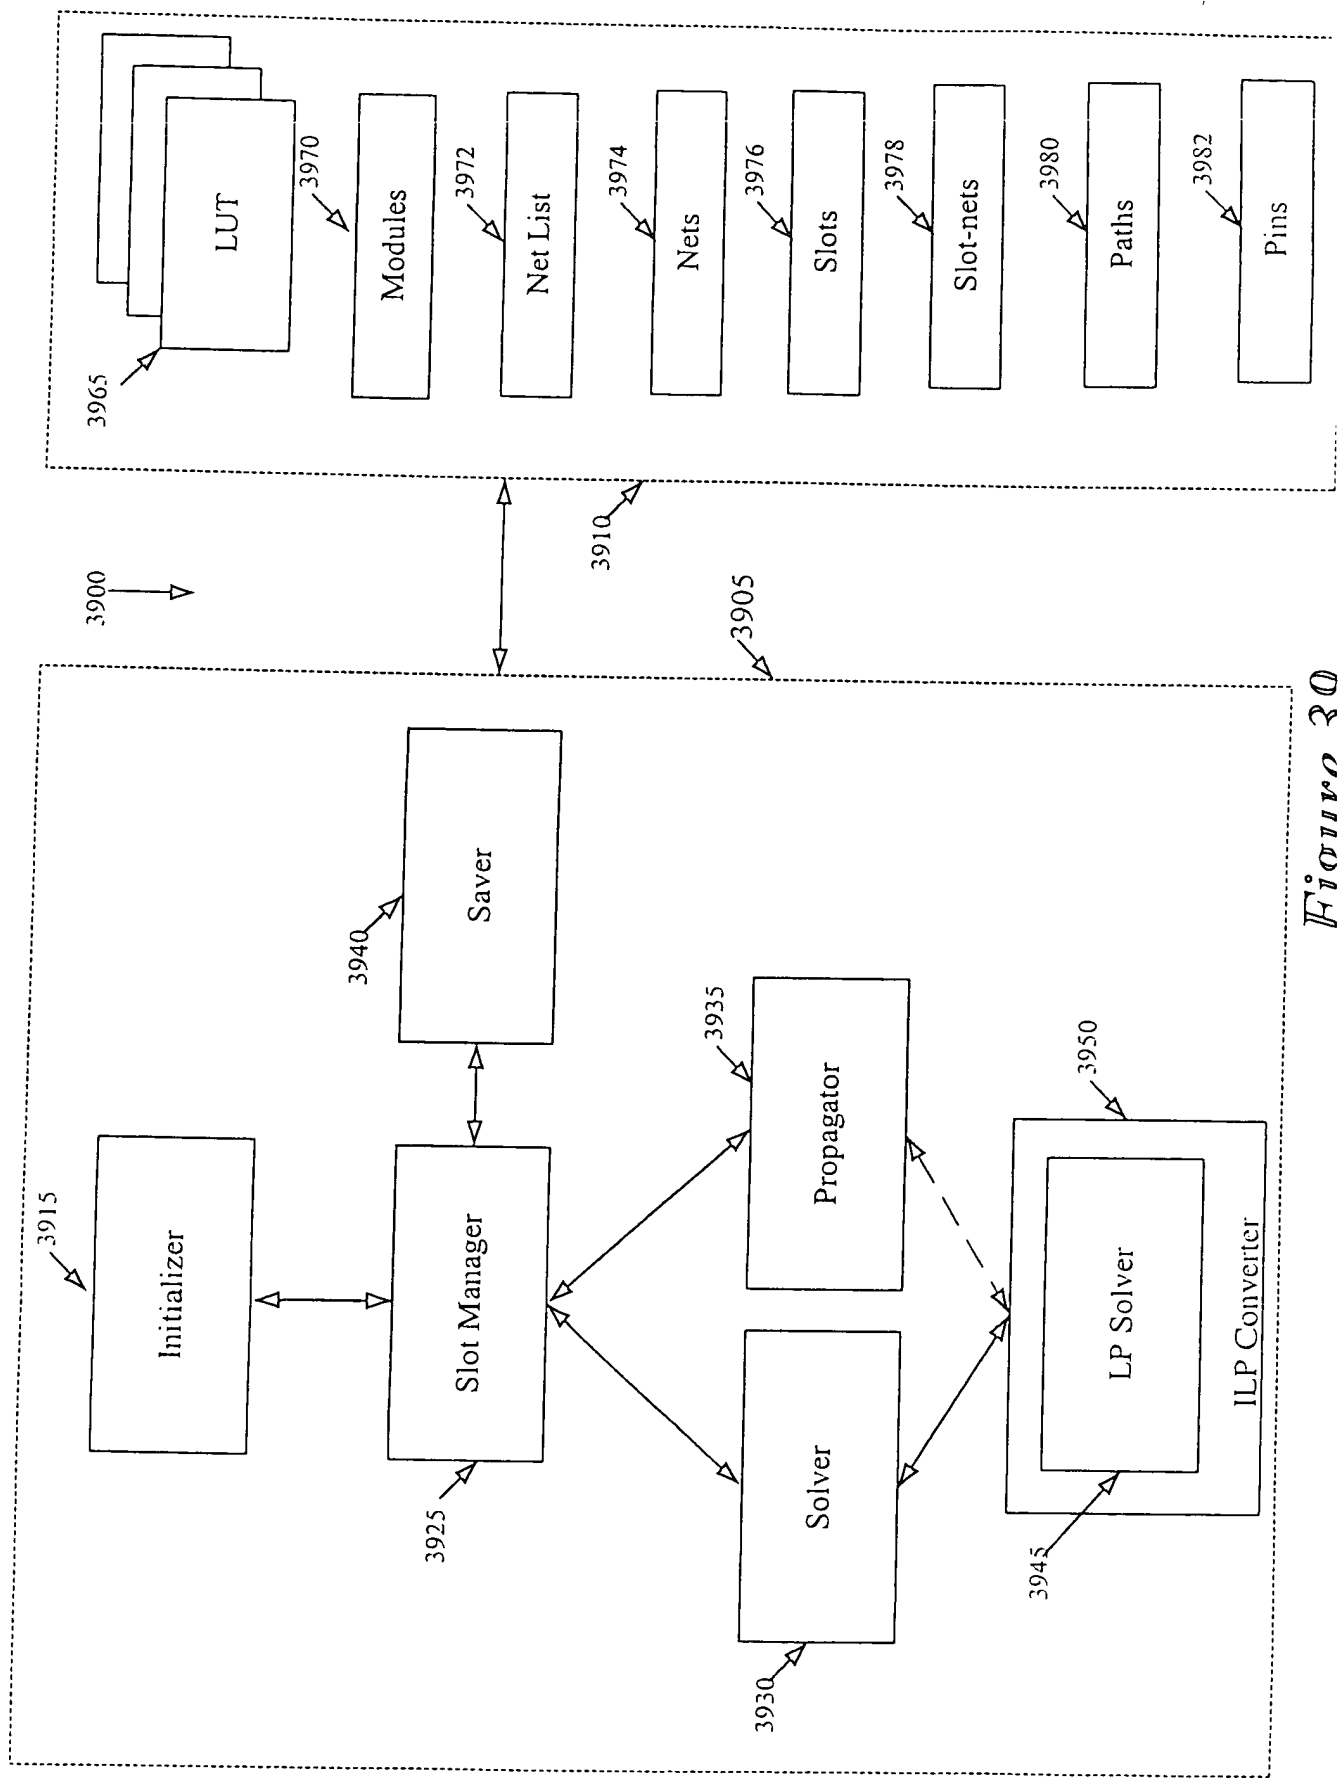 3900
3905
3915
Initializer
3925
Slot Manager
3940
Saver
3930
Solver
3935
Propagator
3945
LP Solver
ILP Converter
3950
3910
3965
LUT
3970
Modules
3972
Net List
3974
Nets
3976
Slots
3978
Slot-nets
3980
Paths
3982
Pins
Figure 39